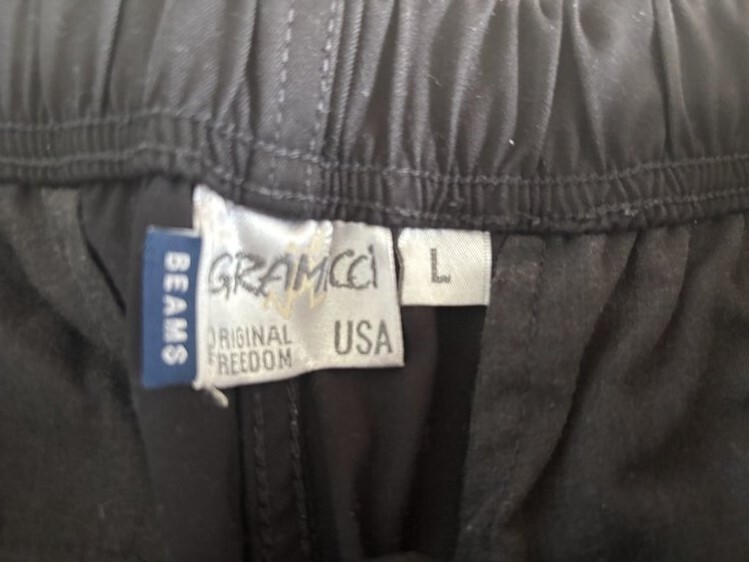 BEAMS
GRAMiCCi
ORIGINAL
FREEDOM
USA
L